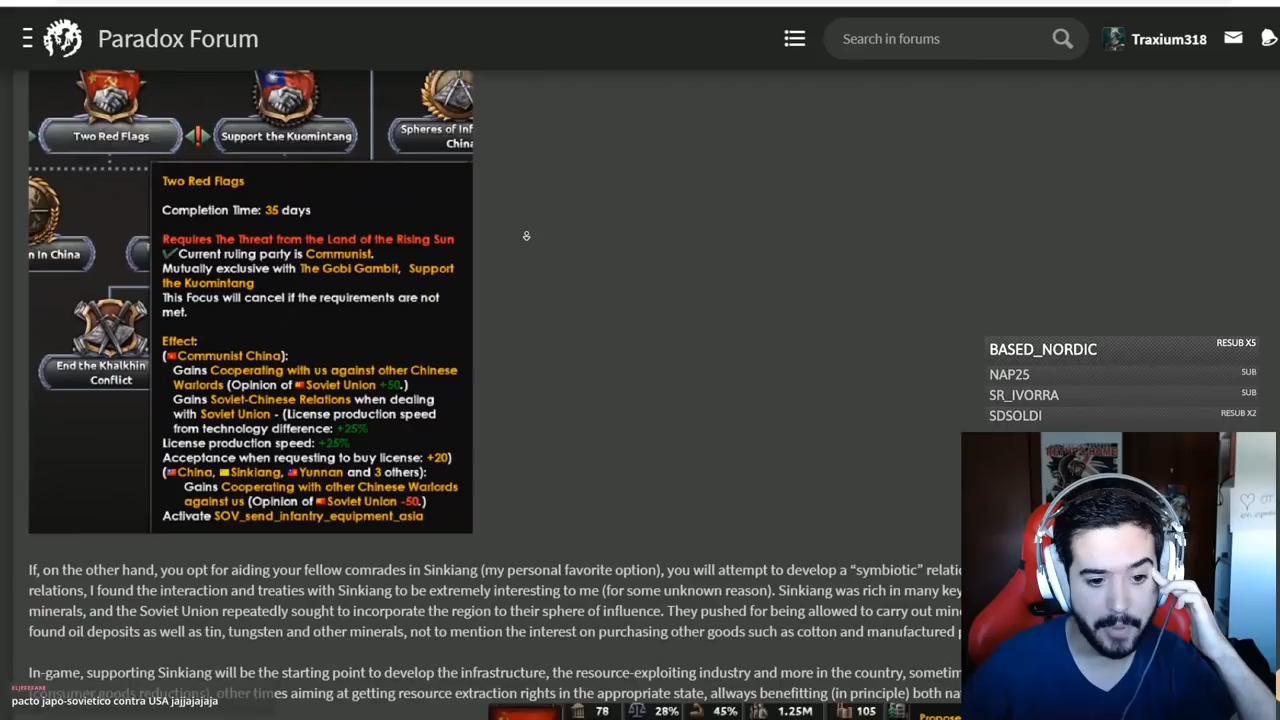 Paradox Forum
Search in forums
Traxium318
Two Red Flags
Support the Kuomintang
Spheres of Inf
China
n In China
End the Khalkhin
Conflict
Two Red Flags
Completion Time: 35 days
Requires The Threat from the Land of the Rising Sun
Current ruling party is Communist.
Mutually exclusive with The Gobi Gambit, Support
the Kuomintang
This Focus will cancel if the requirements are not
met.
Effect:
(Communist China):
Gains Cooperating with us against other Chinese
Warlords (Opinion of Soviet Union +50.)
Gains Soviet-Chinese Relations when dealing
with Soviet Union - (License production speed
from technology difference: +25%
License production speed: +25%
Acceptance when requesting to buy license: +20)
(China, Sinkiang, Yunnan and 3 others):
Gains Cooperating with other Chinese Warlords
against us (Opinion of Soviet Union -50.)
Activate SOV_send_infantry_equipment_asia
BASED_NORDIC RESUB X5
NAP25 SUB
SR_IVORRA SUB
SDSOLDI RESUB X2
If, on the other hand, you opt for aiding your fellow comrades in Sinkiang (my personal favorite option), you will attempt to develop a “symbiotic” relatio
relations, I found the interaction and treaties with Sinkiang to be extremely interesting to me (for some unknown reason). Sinkiang was rich in many key
minerals, and the Soviet Union repeatedly sought to incorporate the region to their sphere of influence. They pushed for being allowed to carry out mine
found oil deposits as well as tin, tungsten and other minerals, not to mention the interest on purchasing other goods such as cotton and manufactured p
In-game, supporting Sinkiang will be the starting point to develop the infrastructure, the resource-exploiting industry and more in the country, sometim
(consumer goods reductions), other times aiming at getting resource extraction rights in the appropriate state, allways benefitting (in principle) both nat
pacto japo-sovietico contra USA jajjajajaja
78 28% 45% 1.25M 105